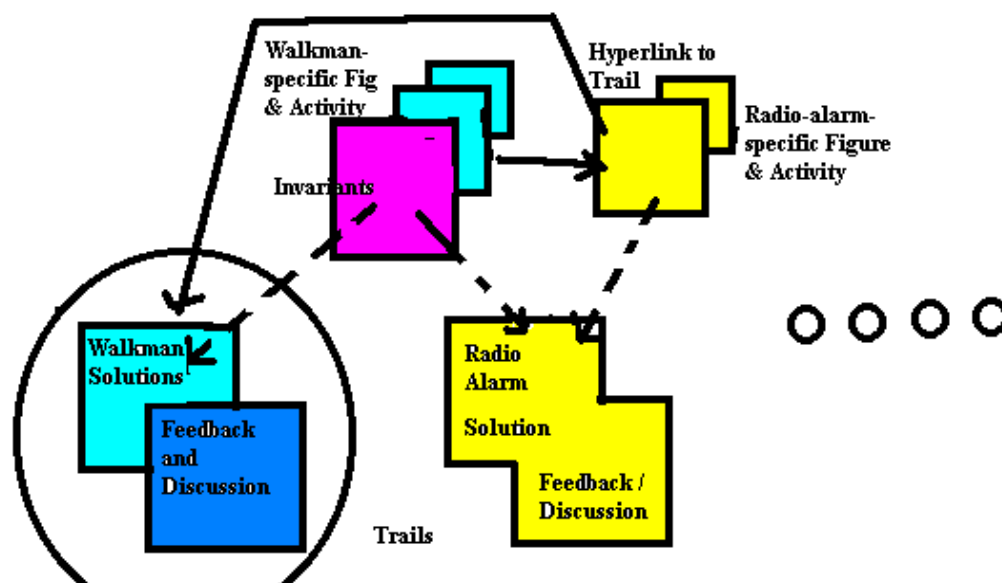 Walkman-
specific Fig
& Activity
Hyperlink to
Trail
Radio-alarm-
specific Figure
& Activity
Invariants
Walkman
Solutions
Feedback
and
Discussion
Radio
Alarm
Solution
Feedback /
Discussion
Trails